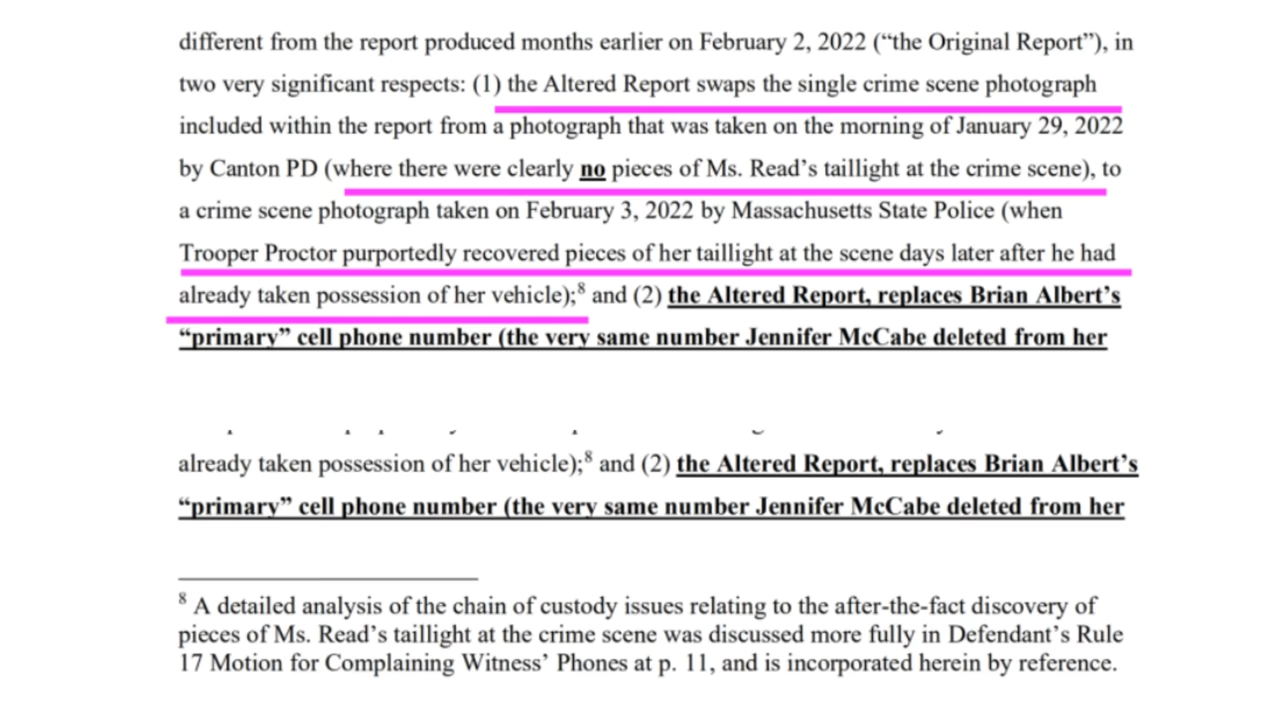 different from the report produced months earlier on February 2, 2022 (“the Original Report”), in
two very significant respects: (1) the Altered Report swaps the single crime scene photograph
included within the report from a photograph that was taken on the morning of January 29, 2022
by Canton PD (where there were clearly no pieces of Ms. Read’s taillight at the crime scene), to
a crime scene photograph taken on February 3, 2022 by Massachusetts State Police (when
Trooper Proctor purportedly recovered pieces of her taillight at the scene days later after he had
already taken possession of her vehicle);⁸ and (2) the Altered Report, replaces Brian Albert’s
“primary” cell phone number (the very same number Jennifer McCabe deleted from her
already taken possession of her vehicle);⁸ and (2) the Altered Report, replaces Brian Albert’s
“primary” cell phone number (the very same number Jennifer McCabe deleted from her
⁸ A detailed analysis of the chain of custody issues relating to the after-the-fact discovery of
pieces of Ms. Read’s taillight at the crime scene was discussed more fully in Defendant’s Rule
17 Motion for Complaining Witness’ Phones at p. 11, and is incorporated herein by reference.